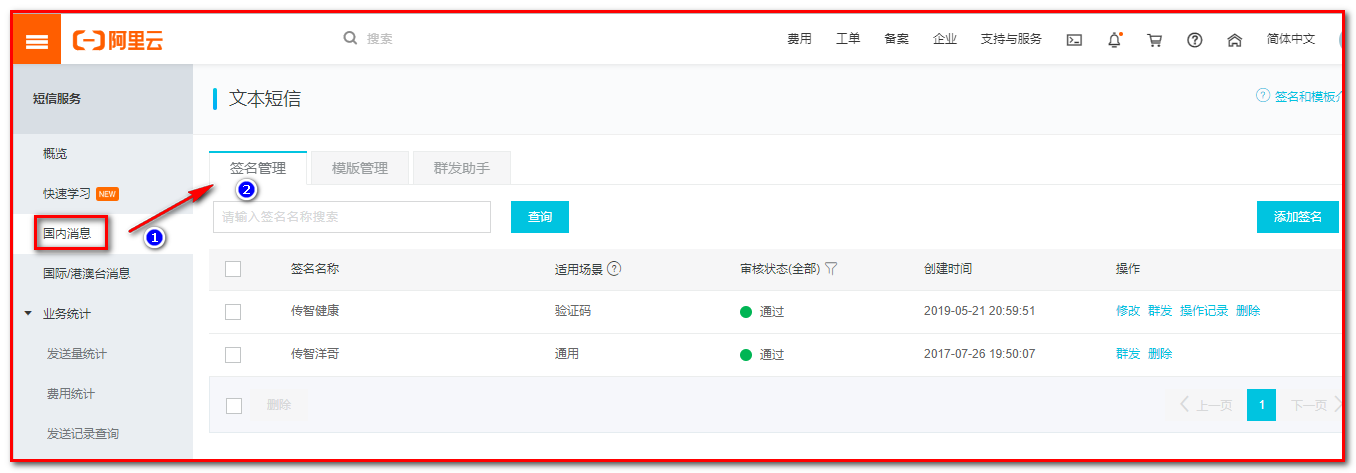 阿里云 搜索 费用 工单 备案 企业 支持与服务 简体中文
短信服务
概览
快速学习 NEW
国内消息
国际/港澳台消息
业务统计
发送量统计
费用统计
发送记录查询
1
文本短信
签名和模板
签名管理 模版管理 群发助手
2
请输入签名名称搜索 查询 添加签名
签名名称 适用场景 审核状态(全部) 创建时间 操作
传智健康 验证码 通过 2019-05-21 20:59:51 修改 群发 操作记录 删除
传智洋哥 通用 通过 2017-07-26 19:50:07 群发 删除
删除 上一页 1 下一页